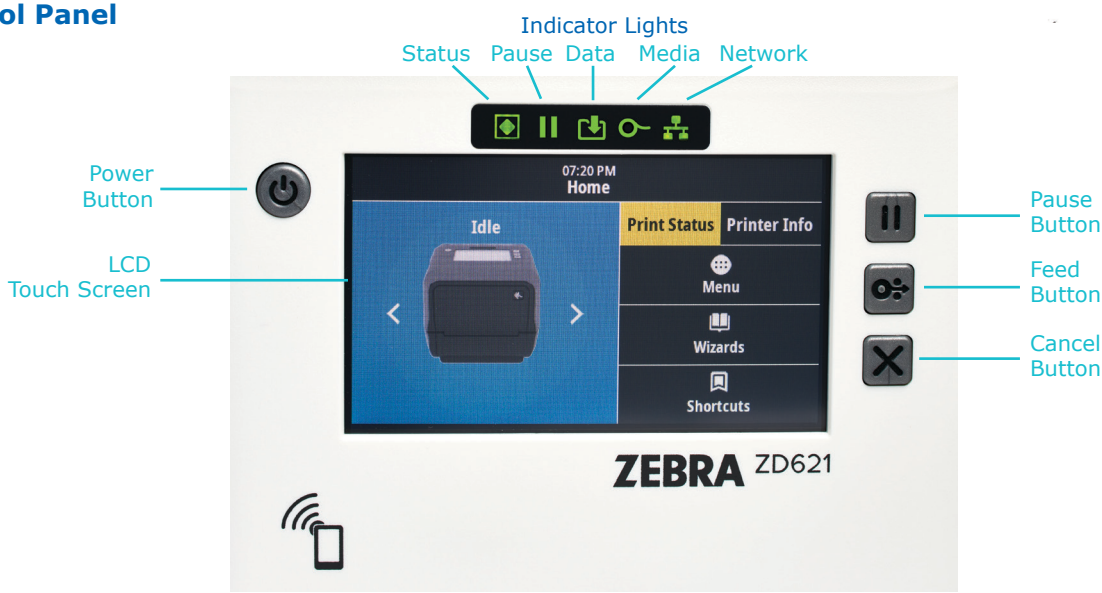 ol Panel
Indicator Lights
Status Pause Data Media Network
Power
Button
LCD
Touch Screen
07:20 PM
Home
Idle
Print Status Printer Info
Menu
Wizards
Shortcuts
Pause
Button
Feed
Button
Cancel
Button
ZEBRA ZD621